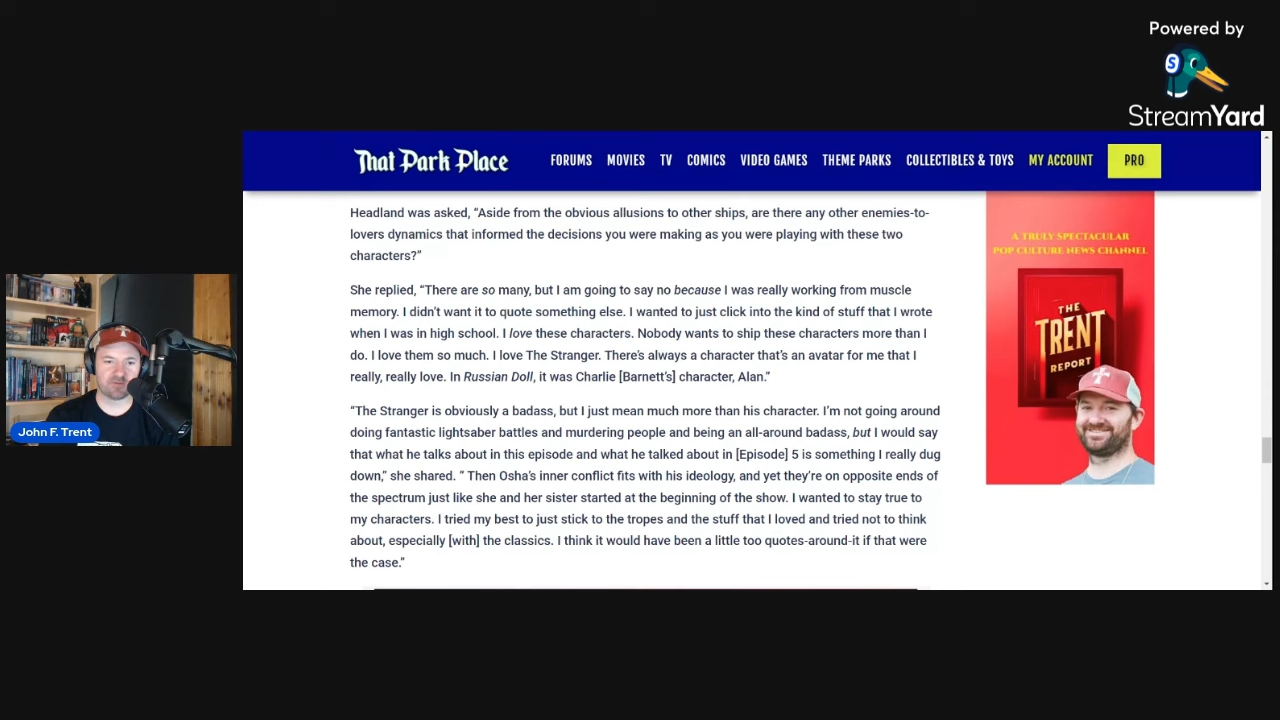 Powered by
S
StreamYard
That Park Place
FORUMS MOVIES TV COMICS VIDEO GAMES THEME PARKS COLLECTIBLES & TOYS MY ACCOUNT PRO
Headland was asked, “Aside from the obvious allusions to other ships, are there any other enemies-to-
lovers dynamics that informed the decisions you were making as you were playing with these two
characters?”
She replied, “There are so many, but I am going to say no because I was really working from muscle
memory. I didn’t want it to quote something else. I wanted to just click into the kind of stuff that I wrote
when I was in high school. I love these characters. Nobody wants to ship these characters more than I
do. I love them so much. I love The Stranger. There’s always a character that’s an avatar for me that I
really, really love. In Russian Doll, it was Charlie [Barnett’s] character, Alan.”
“The Stranger is obviously a badass, but I just mean much more than his character. I’m not going around
doing fantastic lightsaber battles and murdering people and being an all-around badass, but I would say
that what he talks about in this episode and what he talked about in [Episode] 5 is something I really dug
down,” she shared. “ Then Osha’s inner conflict fits with his ideology, and yet they’re on opposite ends of
the spectrum just like she and her sister started at the beginning of the show. I wanted to stay true to
my characters. I tried my best to just stick to the tropes and the stuff that I loved and tried not to think
about, especially [with] the classics. I think it would have been a little too quotes-around-it if that were
the case.”
A TRULY SPECTACULAR
POP CULTURE NEWS CHANNEL
THE
TRENT
REPORT
John F. Trent